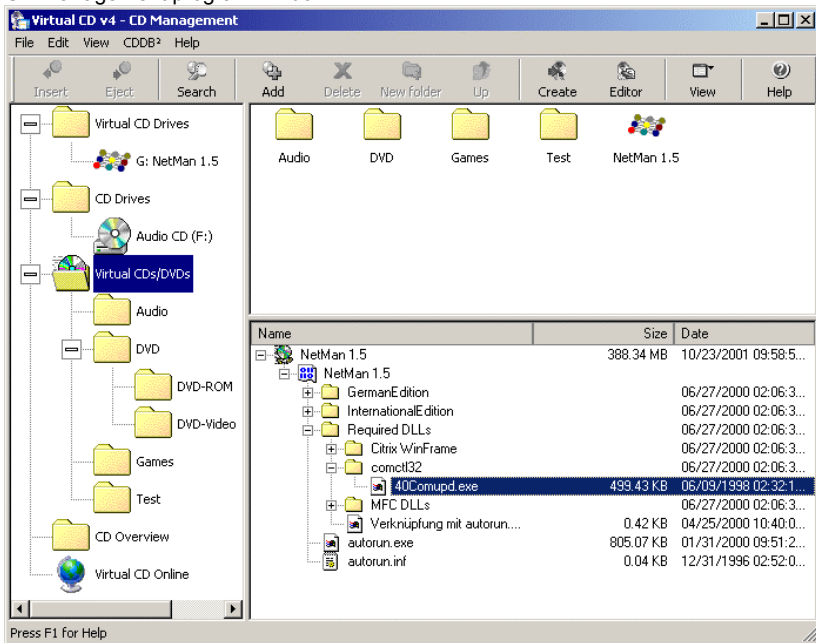 Virtual CD v4 - CD Management
File Edit View CDDB² Help
Insert Eject Search Add Delete New folder Up Create Editor View Help
Virtual CD Drives
G: NetMan 1.5
CD Drives
Audio CD (F:)
Virtual CDs/DVDs
Audio
DVD
DVD-ROM
DVD-Video
Games
Test
CD Overview
Virtual CD Online
Audio DVD Games Test NetMan 1.5
Name Size Date
NetMan 1.5 388.34 MB 10/23/2001 09:58:5...
NetMan 1.5
GermanEdition 06/27/2000 02:06:3...
InternationalEdition 06/27/2000 02:06:3...
Required DLLs 06/27/2000 02:06:3...
Citrix WinFrame 06/27/2000 02:06:3...
comctl32 06/27/2000 02:06:3...
40Comupd.exe 499.43 KB 06/09/1998 02:32:1...
MFC DLLs 06/27/2000 02:06:3...
Verknüpfung mit autorun.... 0.42 KB 04/25/2000 10:40:0...
autorun.exe 805.07 KB 01/31/2000 09:51:2...
autorun.inf 0.04 KB 12/31/1996 02:52:0...
Press F1 for Help